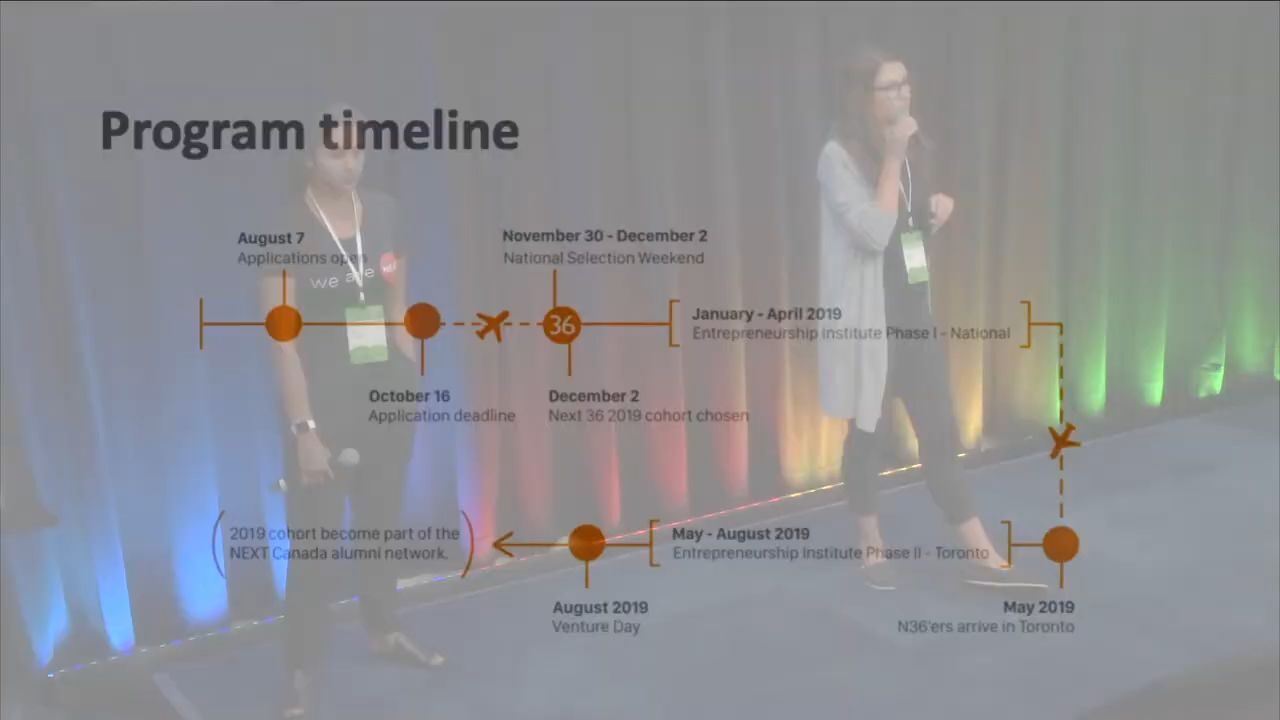 Program timeline
August 7
Applications open
November 30 - December 2
National Selection Weekend
we are
36
January - April 2019
Entrepreneurship Institute Phase I - National
October 16
Application deadline
December 2
Next 36 2019 cohort chosen
2019 cohort become part of the
NEXT Canada alumni network.
May - August 2019
Entrepreneurship Institute Phase II - Toronto
August 2019
Venture Day
May 2019
N36'ers arrive in Toronto